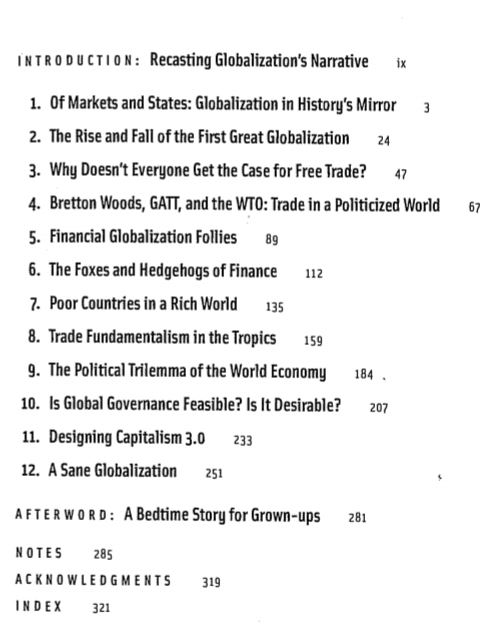 INTRODUCTION: Recasting Globalization's Narrative ix
1. Of Markets and States: Globalization in History's Mirror 3
2. The Rise and Fall of the First Great Globalization 24
3. Why Doesn't Everyone Get the Case for Free Trade? 47
4. Bretton Woods, GATT, and the WTO: Trade in a Politicized World 67
5. Financial Globalization Follies 89
6. The Foxes and Hedgehogs of Finance 112
7. Poor Countries in a Rich World 135
8. Trade Fundamentalism in the Tropics 159
9. The Political Trilemma of the World Economy 184
10. Is Global Governance Feasible? Is It Desirable? 207
11. Designing Capitalism 3.0 233
12. A Sane Globalization 251
AFTERWORD: A Bedtime Story for Grown-ups 281
NOTES 285
ACKNOWLEDGMENTS 319
INDEX 321